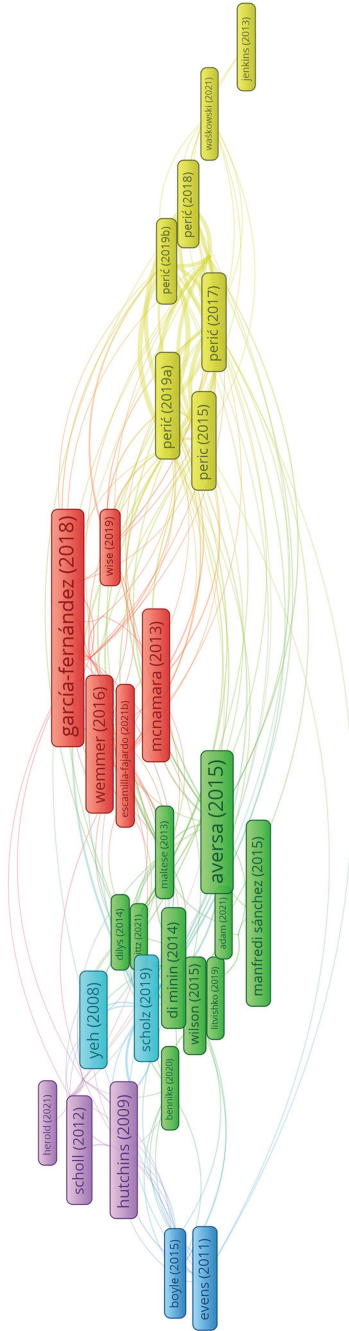 jenkins (2013)
waśkowski (2021)
perić (2018)
perić (2019b)
perić (2017)
perić (2019a)
peric (2015)
garcía-fernández (2018)
wise (2019)
mcnamara (2013)
wemmer (2016)
escamilla-fajardo (2021b)
aversa (2015)
maltese (2013)
manfredi sánchez (2015)
adam (2021)
dilys (2014)
di minin (2014)
wilson (2015)
litvishko (2019)
scholz (2019)
yeh (2008)
bennike (2020)
herold (2021)
scholl (2012)
hutchins (2009)
boyle (2015)
evens (2011)